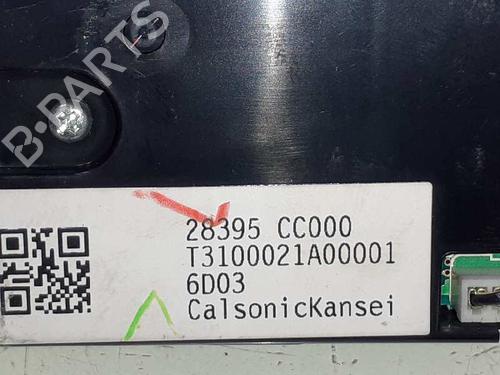 B-PARTS
28395 CC000
T3100021A00001
6D03
CalsonicKansei